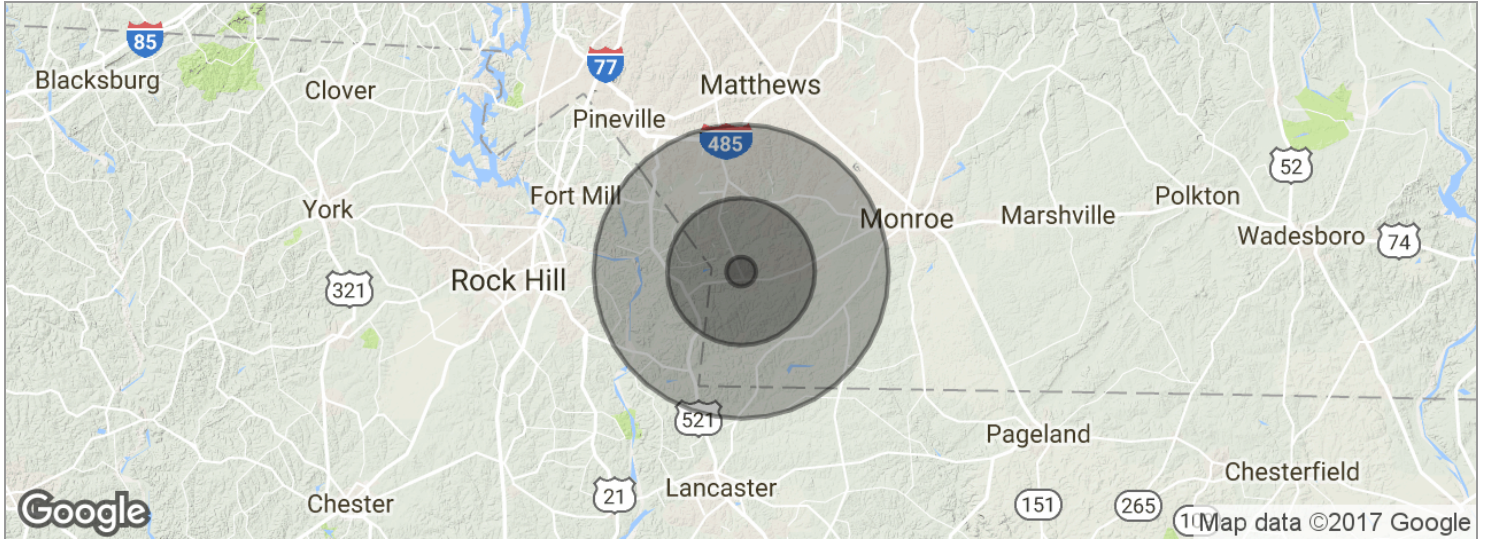 85
77
Blacksburg
Clover
Matthews
Pineville
485
52
Fort Mill
York
Monroe
Marshville
Polkton
Wadesboro
74
Rock Hill
321
521
Pageland
Chesterfield
Lancaster
Chester
21
151
265
Google
Map data ©2017 Google